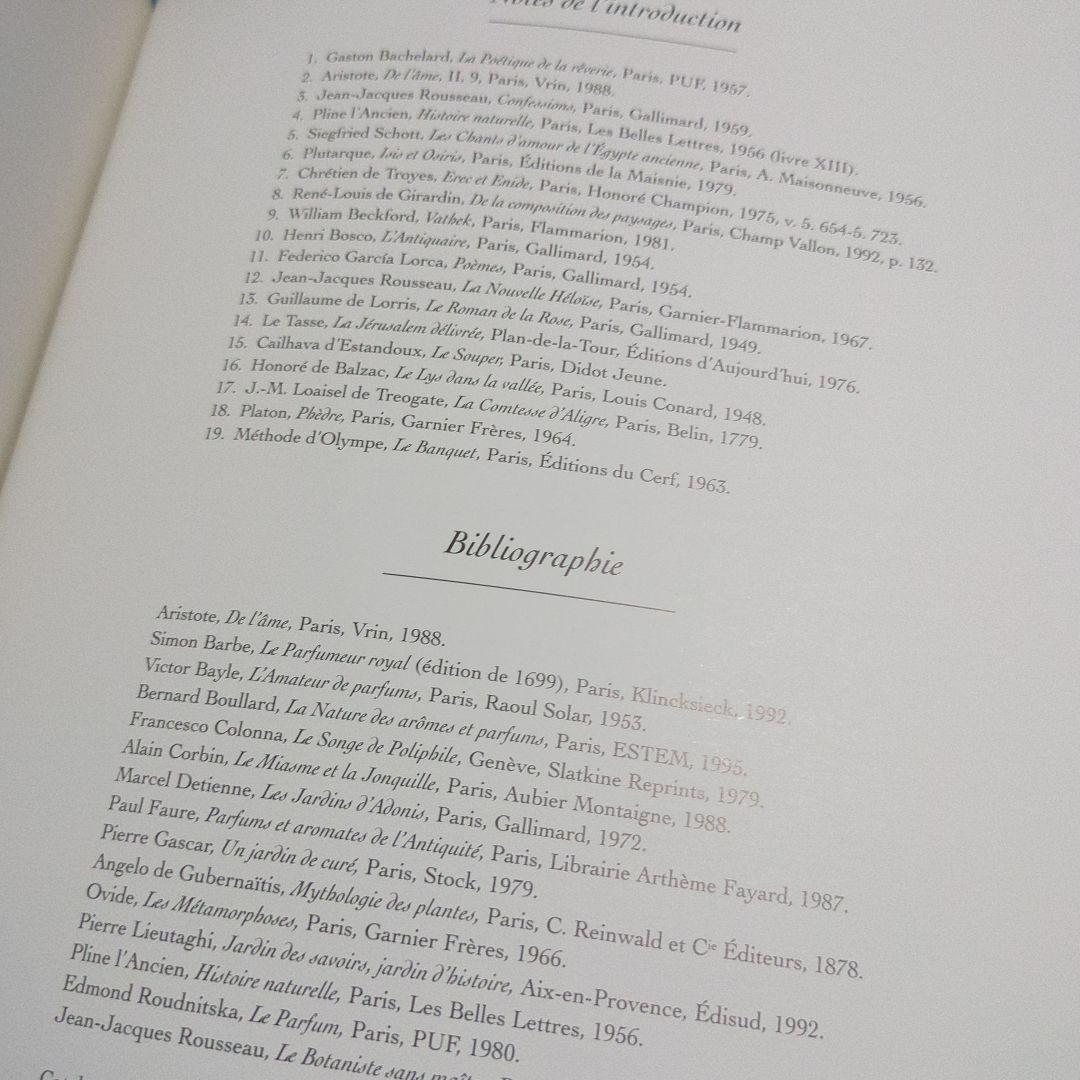 Notes de l'introduction
1. Gaston Bachelard, La Poétique de la rêverie, Paris, PUF, 1957.
2. Aristote, De l'âme, II, 9, Paris, Vrin, 1988.
3. Jean-Jacques Rousseau, Confessions, Paris, Gallimard, 1959.
4. Pline l'Ancien, Histoire naturelle, Paris, Les Belles Lettres, 1956 (livre XIII).
5. Siegfried Schott, Les Chants d'amour de l'Égypte ancienne, Paris, A. Maisonneuve, 1956.
6. Plutarque, Isis et Osiris, Paris, Éditions de la Maisnie, 1979.
7. Chrétien de Troyes, Erec et Enide, Paris, Honoré Champion, 1975, v. 5. 654-5. 723.
8. René-Louis de Girardin, De la composition des paysages, Paris, Champ Vallon, 1992, p. 132.
9. William Beckford, Vathek, Paris, Flammarion, 1981.
10. Henri Bosco, L'Antiquaire, Paris, Gallimard, 1954.
11. Federico García Lorca, Poèmes, Paris, Gallimard, 1954.
12. Jean-Jacques Rousseau, La Nouvelle Héloïse, Paris, Garnier-Flammarion, 1967.
13. Guillaume de Lorris, Le Roman de la Rose, Paris, Gallimard, 1949.
14. Le Tasse, La Jérusalem délivrée, Plan-de-la-Tour, Éditions d'Aujourd'hui, 1976.
15. Cailhava d'Estandoux, Le Souper, Paris, Didot Jeune.
16. Honoré de Balzac, Le Lys dans la vallée, Paris, Louis Conard, 1948.
17. J.-M. Loaisel de Treogate, La Comtesse d'Aligre, Paris, Belin, 1779.
18. Platon, Phèdre, Paris, Garnier Frères, 1964.
19. Méthode d'Olympe, Le Banquet, Paris, Éditions du Cerf, 1963.
Bibliographie
Aristote, De l'âme, Paris, Vrin, 1988.
Simon Barbe, Le Parfumeur royal (édition de 1699), Paris, Klincksieck, 1992.
Victor Bayle, L'Amateur de parfums, Paris, Raoul Solar, 1953.
Bernard Boullard, La Nature des arômes et parfums, Paris, ESTEM, 1995.
Francesco Colonna, Le Songe de Poliphile, Genève, Slatkine Reprints, 1979.
Alain Corbin, Le Miasme et la Jonquille, Paris, Aubier Montaigne, 1988.
Marcel Detienne, Les Jardins d'Adonis, Paris, Gallimard, 1972.
Paul Faure, Parfums et aromates de l'Antiquité, Paris, Librairie Arthème Fayard, 1987.
Pierre Gascar, Un jardin de curé, Paris, Stock, 1979.
Angelo de Gubernaïtis, Mythologie des plantes, Paris, C. Reinwald et Cie Éditeurs, 1878.
Ovide, Les Métamorphoses, Paris, Garnier Frères, 1966.
Pierre Lieutaghi, Jardin des savoirs, jardin d'histoire, Aix-en-Provence, Édisud, 1992.
Pline l'Ancien, Histoire naturelle, Paris, Les Belles Lettres, 1956.
Edmond Roudnitska, Le Parfum, Paris, PUF, 1980.
Jean-Jacques Rousseau, Le Botaniste sans